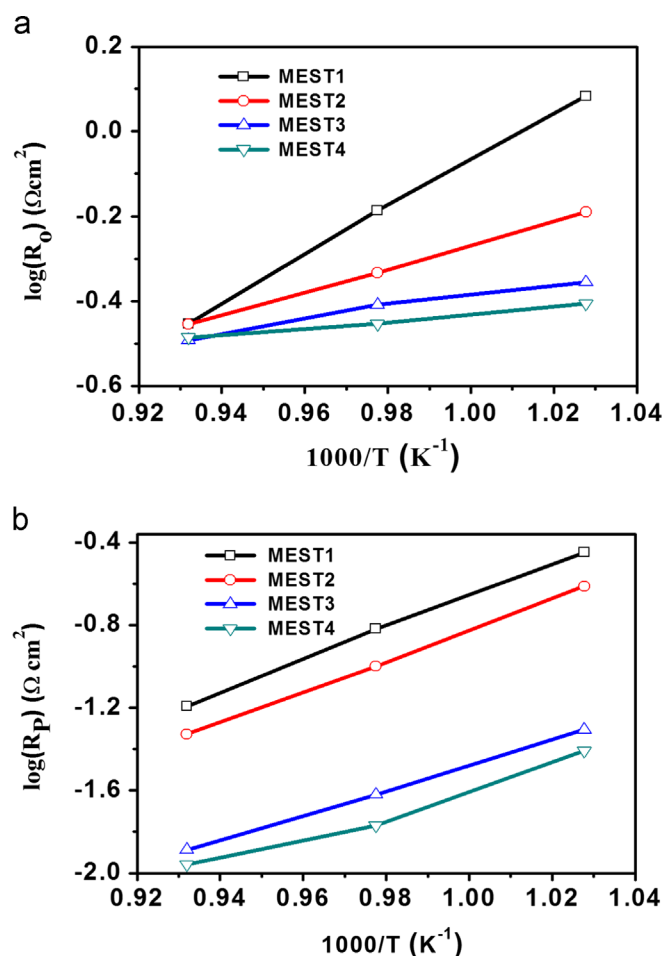 a
0.2
0.0
-0.2
-0.4
-0.6
log(R_o) (Ωcm²)
MEST1
MEST2
MEST3
MEST4
0.92 0.94 0.96 0.98 1.00 1.02 1.04
1000/T (K⁻¹)
b
-0.4
-0.8
-1.2
-1.6
-2.0
log(R_P) (Ω cm²)
MEST1
MEST2
MEST3
MEST4
0.92 0.94 0.96 0.98 1.00 1.02 1.04
1000/T (K⁻¹)